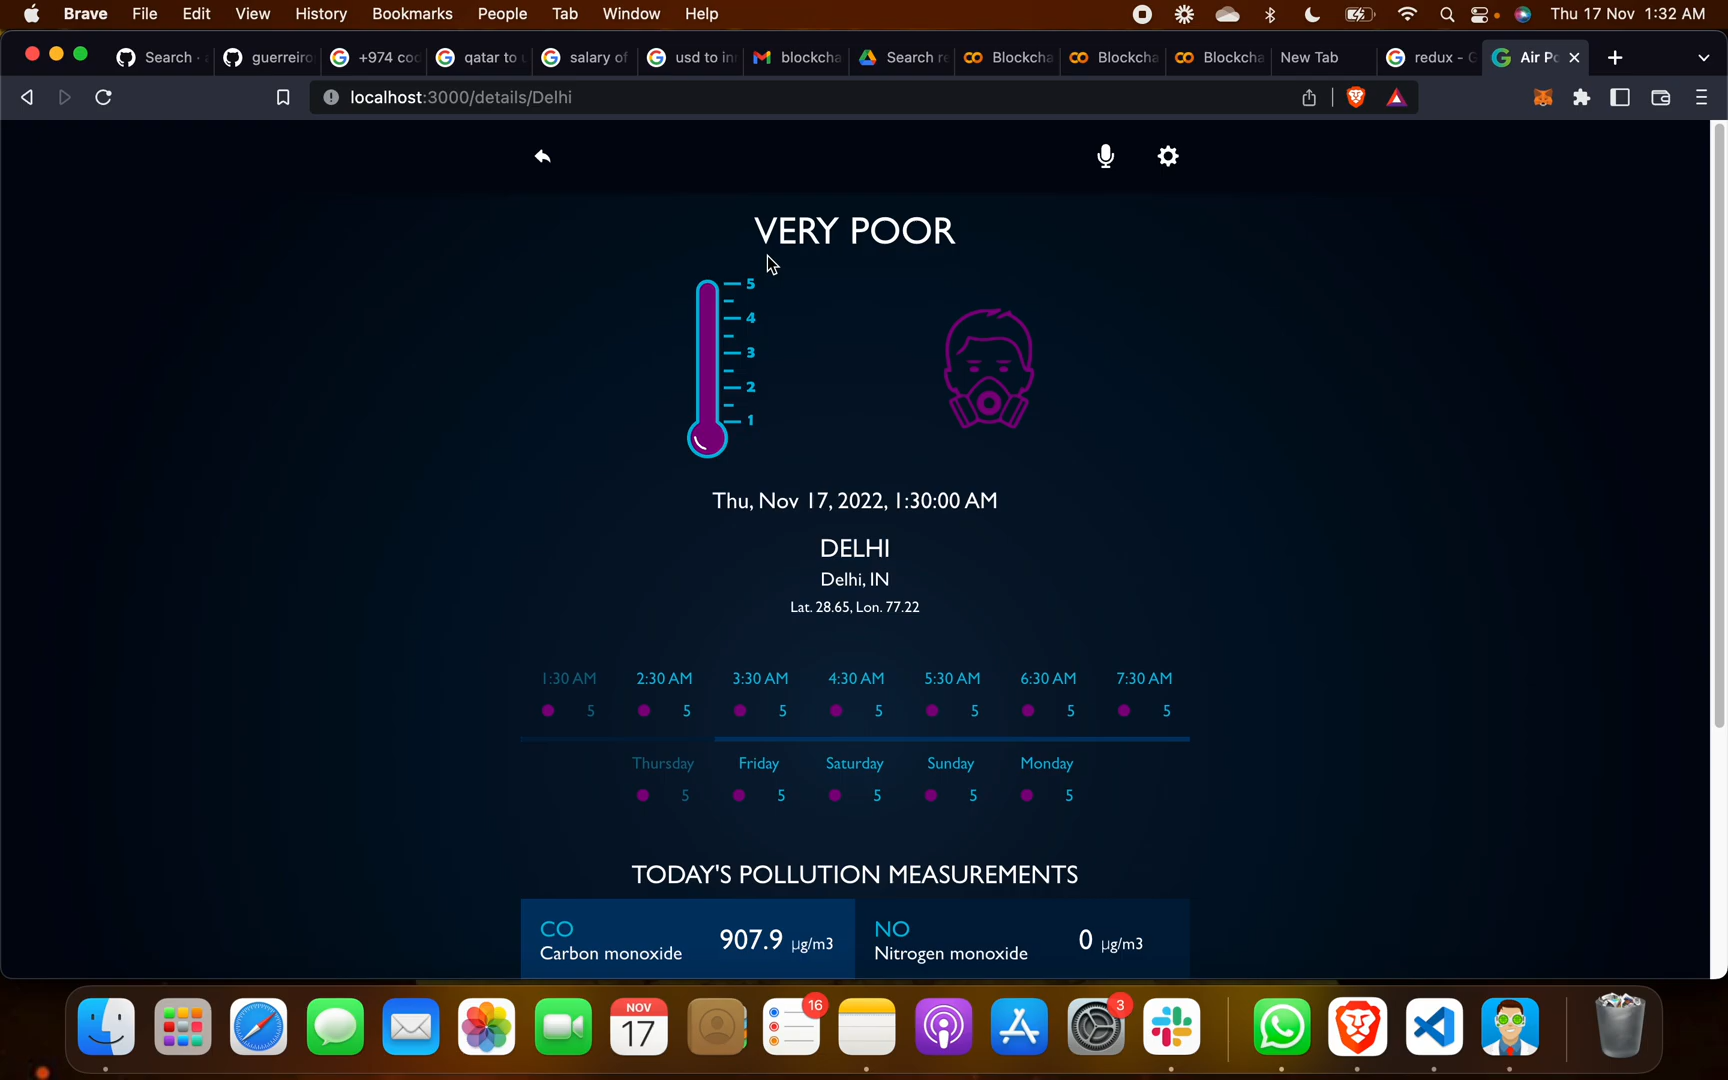 Brave File Edit View History Bookmarks People Tab Window Help Thu 17 Nov 1:32 AM
Search · guerreiro +974 cod qatar to u salary of usd to in blockcha Search re Blockcha Blockcha Blockcha New Tab redux - G Air Po
localhost:3000/details/Delhi
VERY POOR
5
4
3
2
1
Thu, Nov 17, 2022, 1:30:00 AM
DELHI
Delhi, IN
Lat. 28.65, Lon. 77.22
1:30 AM 2:30 AM 3:30 AM 4:30 AM 5:30 AM 6:30 AM 7:30 AM
5 5 5 5 5 5 5
Thursday Friday Saturday Sunday Monday
5 5 5 5 5
TODAY'S POLLUTION MEASUREMENTS
CO
Carbon monoxide 907.9 µg/m3
NO
Nitrogen monoxide 0 µg/m3
NOV
17
16
3